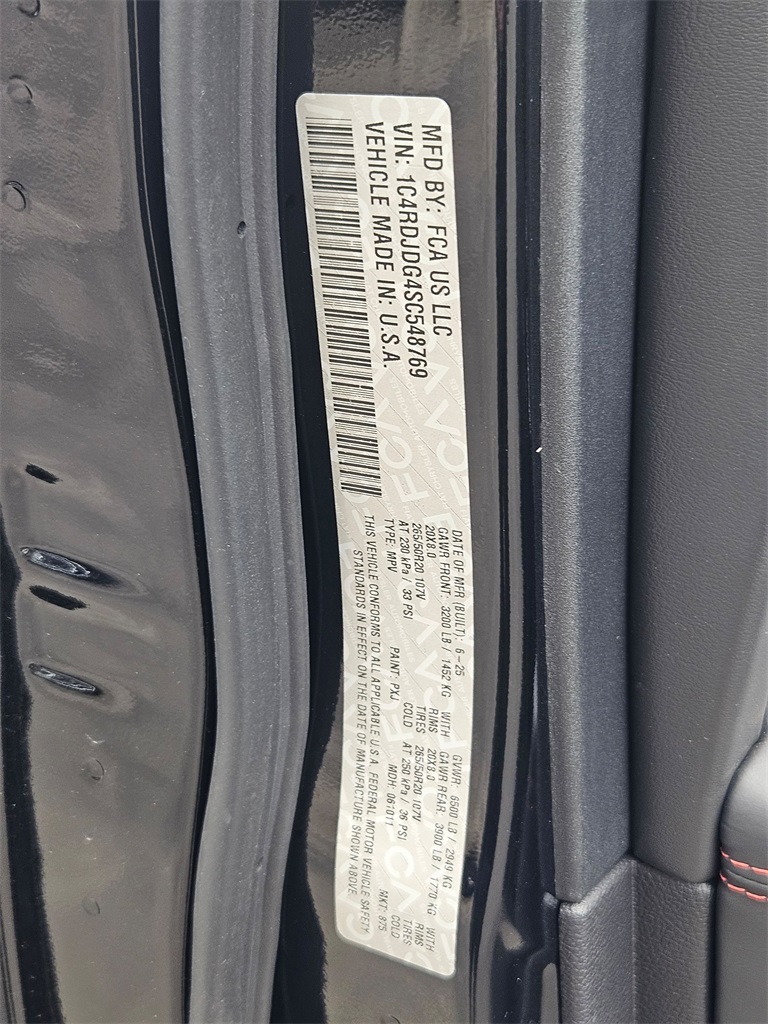 MFD BY: FCA US LLC
VIN: 1C4RDJDG4SC548769
VEHICLE MADE IN: U.S.A.
DATE OF MFR (BUILT): 6-25 GVWR: 6500 LB / 2949 KG
GAWR FRONT: 3200 LB / 1452 KG WITH GAWR REAR: 3900 LB / 1770 KG WITH
20X8.0 RIMS 20X8.0 RIMS
265/50R20 107V TIRES 265/50R20 107V TIRES
AT 230 kPa / 33 PSI COLD AT 250 kPa / 36 PSI COLD
TYPE: MPV PAINT: PXJ MDH: MKT: 875
THIS VEHICLE CONFORMS TO ALL APPLICABLE U.S.A. FEDERAL MOTOR VEHICLE SAFETY
STANDARDS IN EFFECT ON THE DATE OF MANUFACTURE SHOWN ABOVE